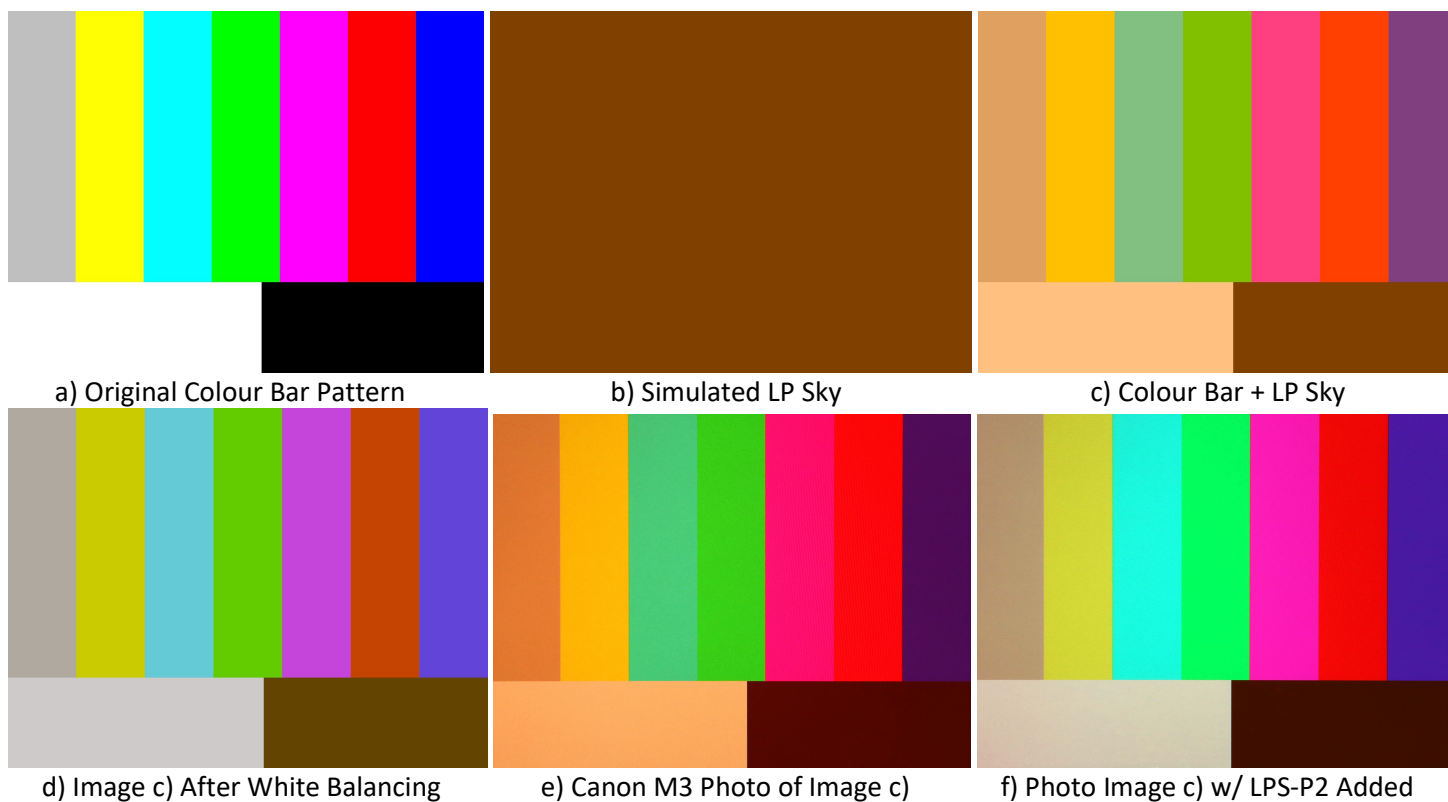 a) Original Colour Bar Pattern
b) Simulated LP Sky
c) Colour Bar + LP Sky
d) Image c) After White Balancing
e) Canon M3 Photo of Image c)
f) Photo Image c) w/ LPS-P2 Added